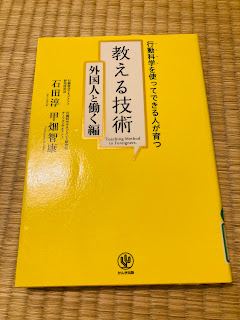 行動科学を使ってできる人が育つ
教える技術
外国人と働く編
Teaching Method
to Foreigners.
石田淳
甲畑智康
かんき出版